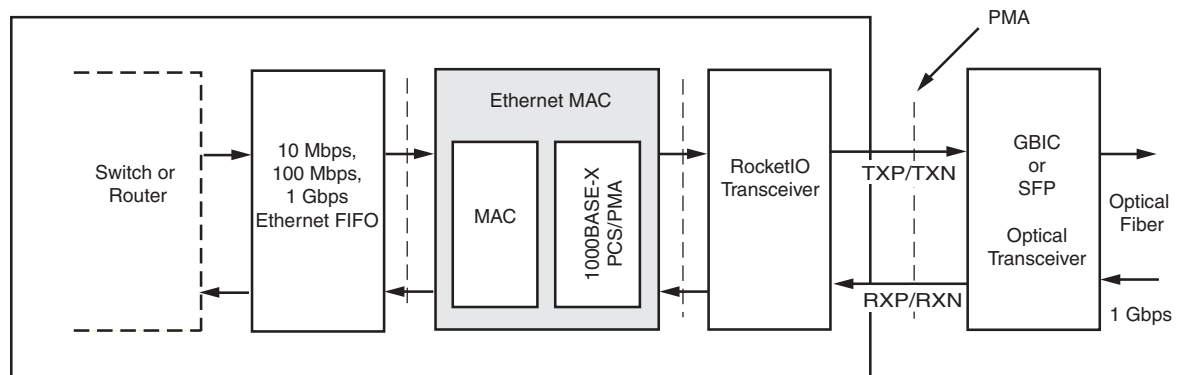 PMA
Switch or
Router
10 Mbps,
100 Mbps,
1 Gbps
Ethernet FIFO
Ethernet MAC
MAC
1000BASE-X
PCS/PMA
RocketIO
Transceiver
TXP/TXN
RXP/RXN
GBIC
or
SFP
Optical
Transceiver
Optical
Fiber
1 Gbps